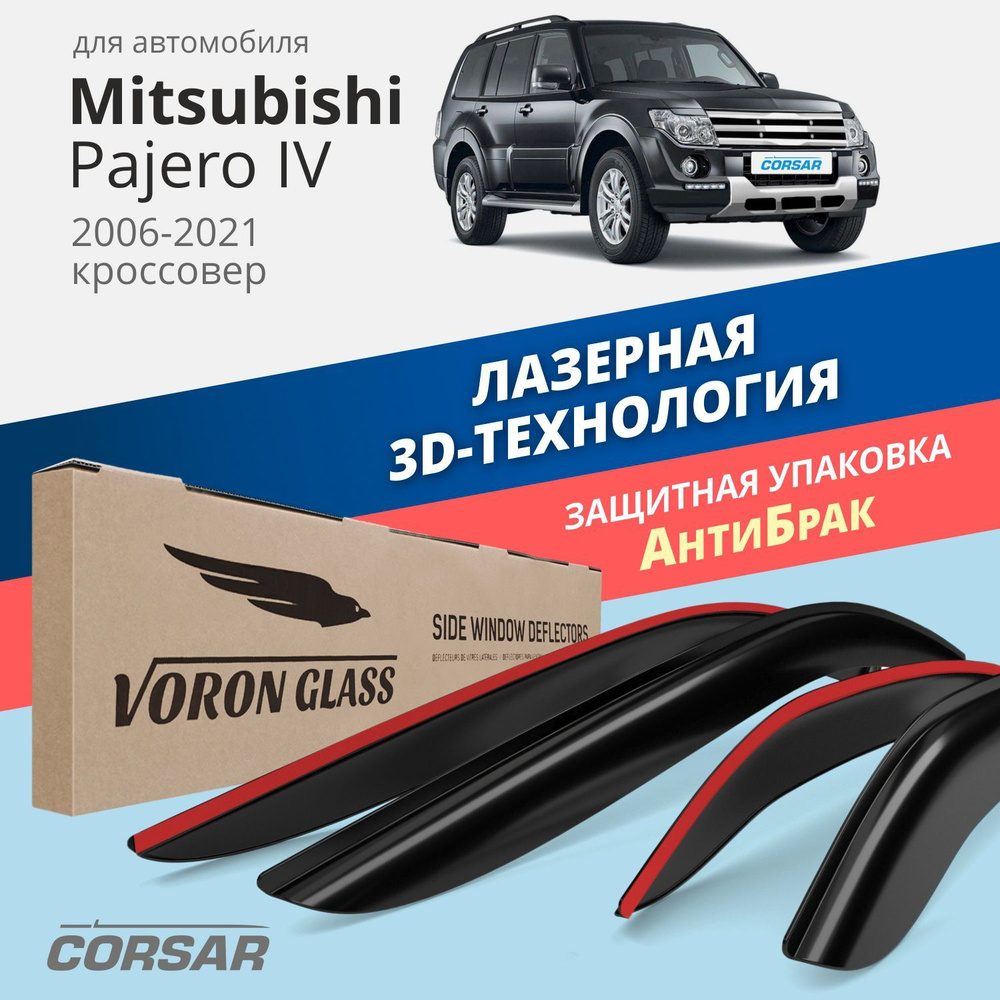 для автомобиля
Mitsubishi
Pajero IV
2006-2021
кроссовер
CORSAR
ЛАЗЕРНАЯ
3D-ТЕХНОЛОГИЯ
ЗАЩИТНАЯ УПАКОВКА
АнтиБрак
SIDE WINDOW DEFLECTORS
VORON GLASS
CORSAR